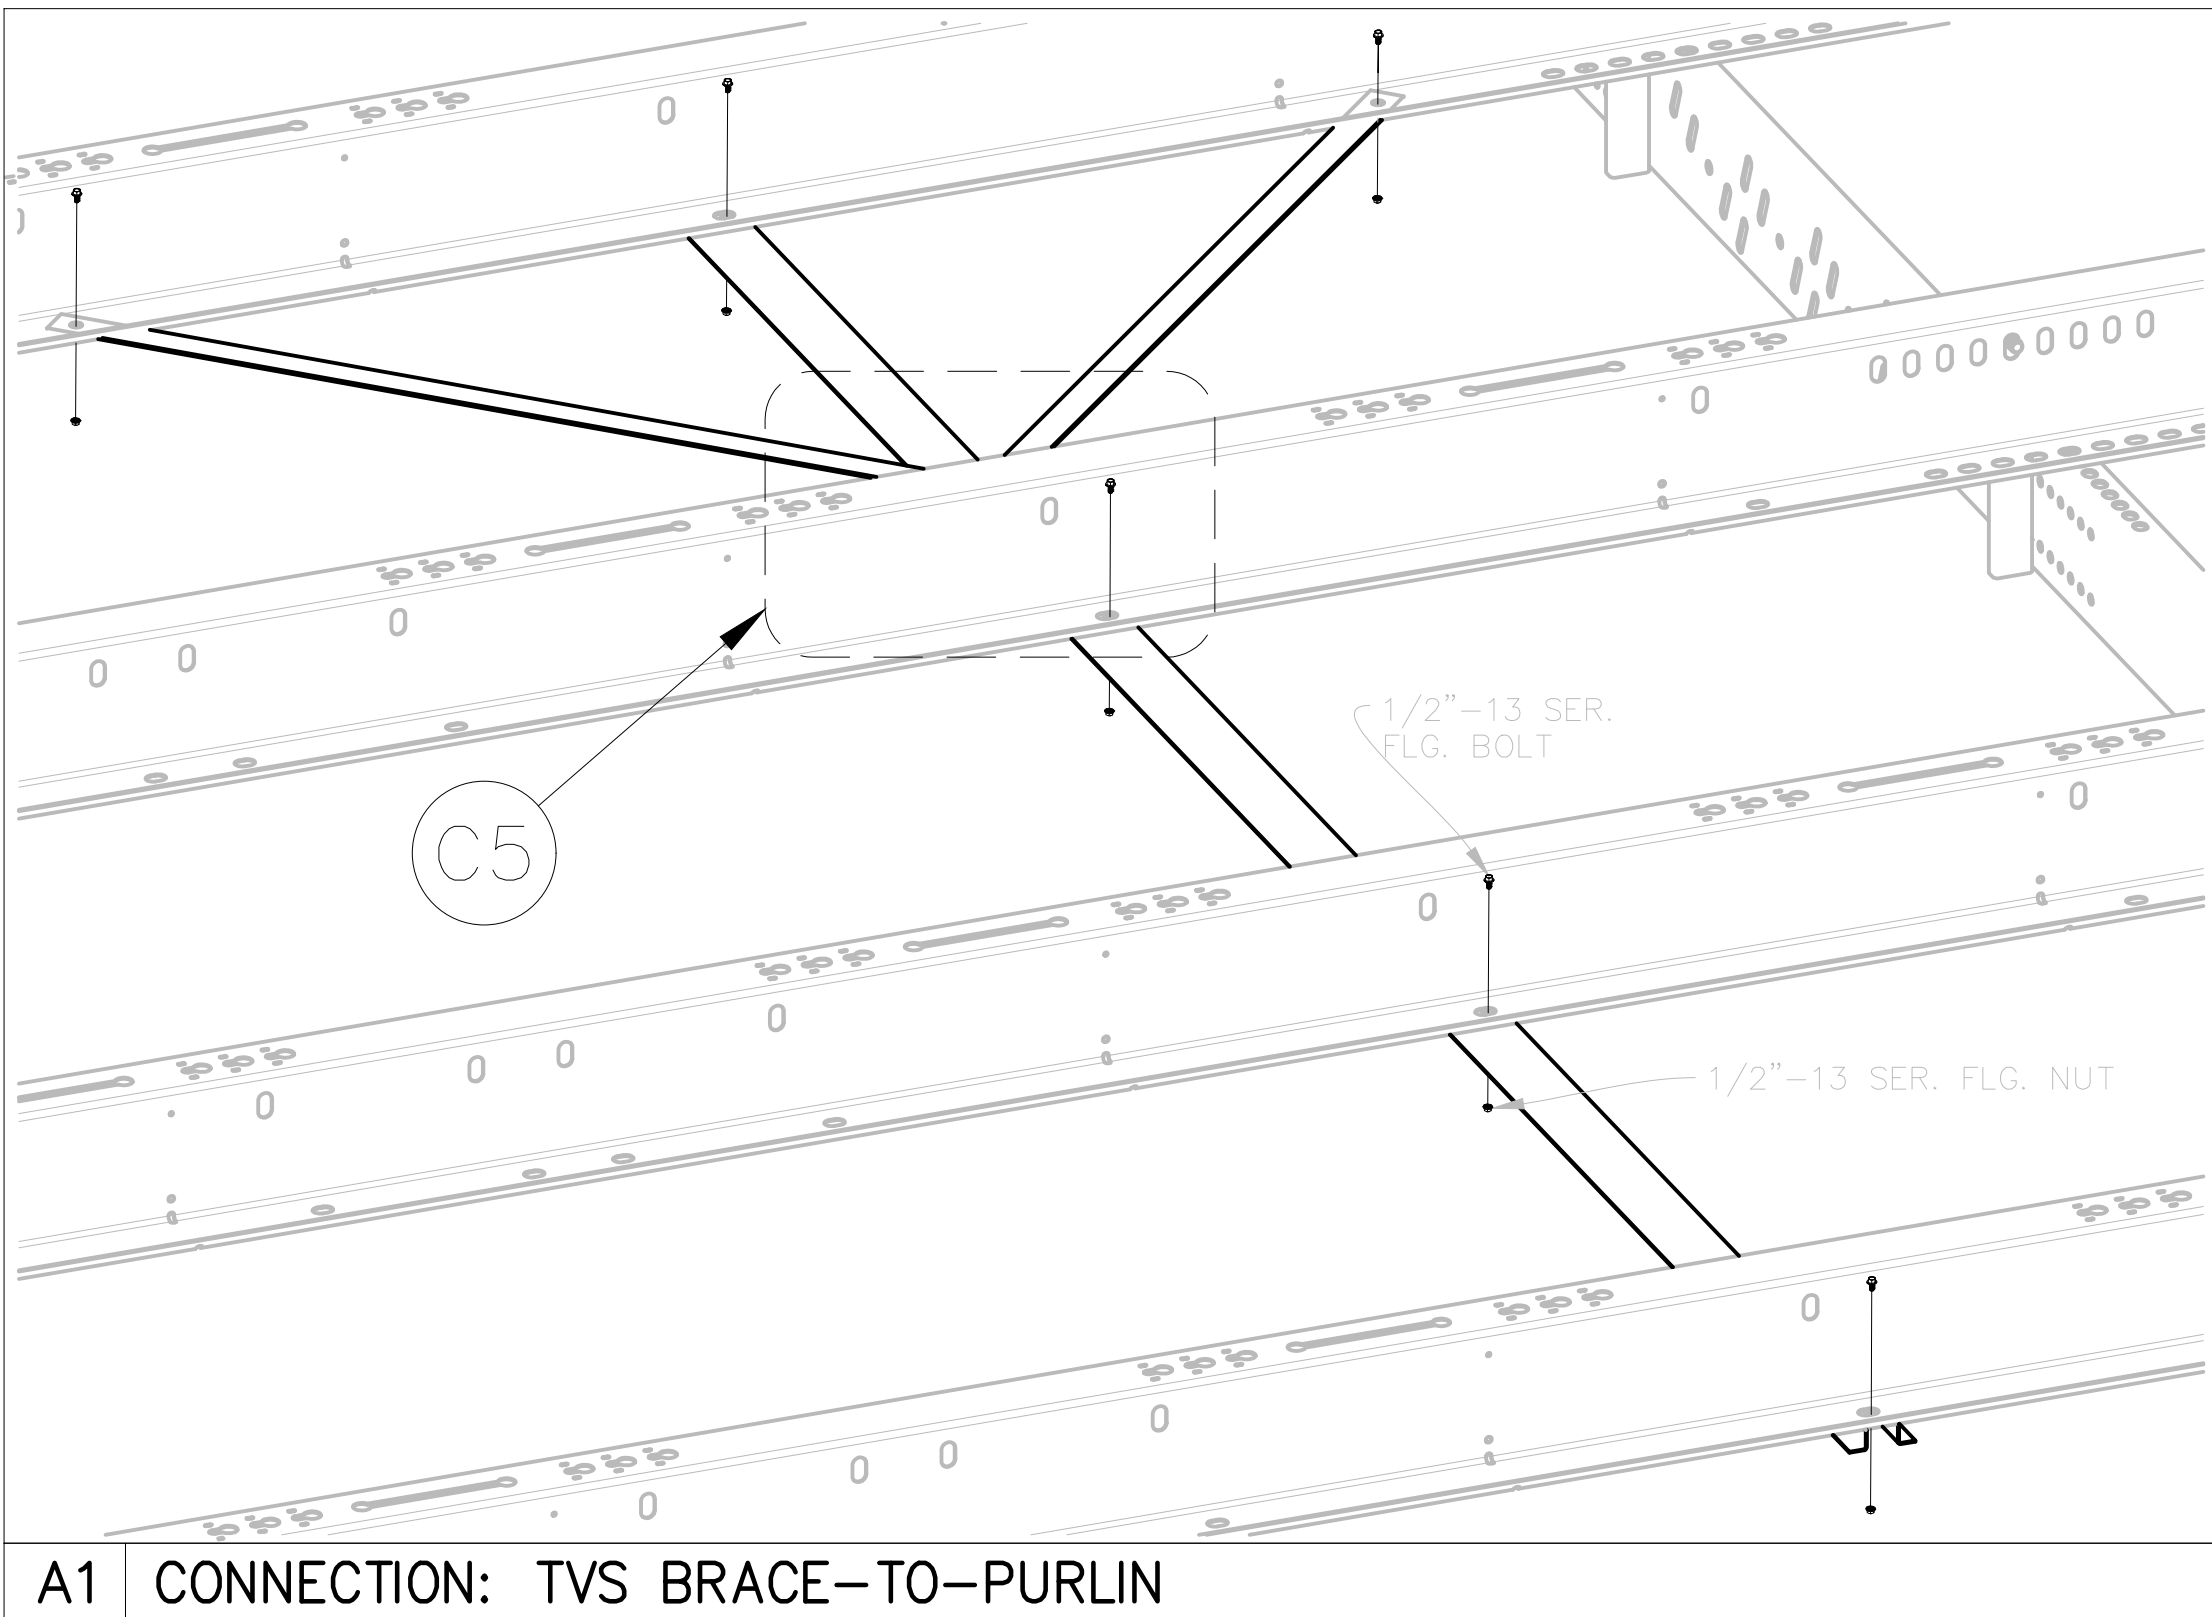 1/2”–13 SER.
FLG. BOLT
C5
1/2”–13 SER. FLG. NUT
A1 CONNECTION: TVS BRACE–TO–PURLIN